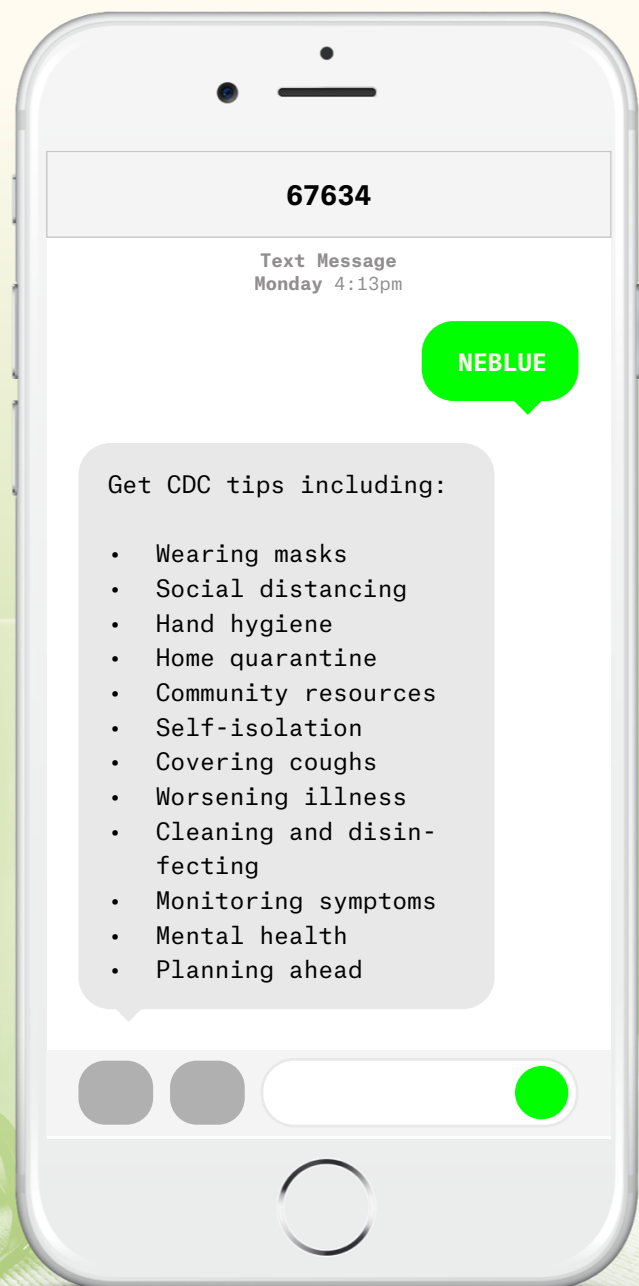 67634
Text Message
Monday 4:13pm
NEBLUE
Get CDC tips including:
• Wearing masks
• Social distancing
• Hand hygiene
• Home quarantine
• Community resources
• Self-isolation
• Covering coughs
• Worsening illness
• Cleaning and disin-
fecting
• Monitoring symptoms
• Mental health
• Planning ahead